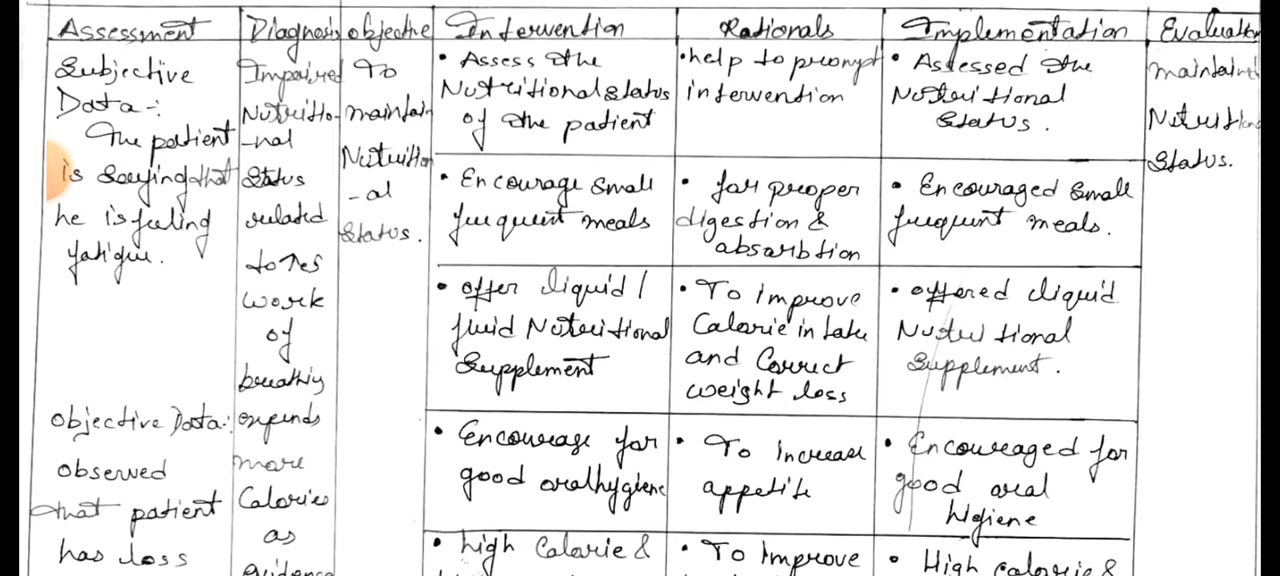 Assessment
Subjective
Data:-
The patient
is saying that
he is feeling
fatigue.
objective Data:
observed
that patient
has loss
Diagnosis
Impaired
Nutritio-
-nal
Status
related
to res
work
of
breathing
expends
more
Calories
as
evidence
objective
To
maintain
Nutrition
-al
Status.
Intervention
• Assess the
Nutritional Status
of the patient
• Encourage small
frequent meals
• offer liquid /
fluid Nutritional
Supplement
• Encourage for
good oralhygiene
• high Calorie &
Rationals
• help to prompt
intervention
• for proper
digestion &
absorbtion
• To improve
Calorie intake
and Correct
weight loss
• To Increase
appetite
• To Improve
Implementation
• Assessed the
Nutritional
Status.
• Encouraged small
frequent meals.
• offered liquid
Nutritional
Supplement.
• Encouraged for
good oral
higiene
• High calorie &
Evaluation
maintained
Nutritional
Status.